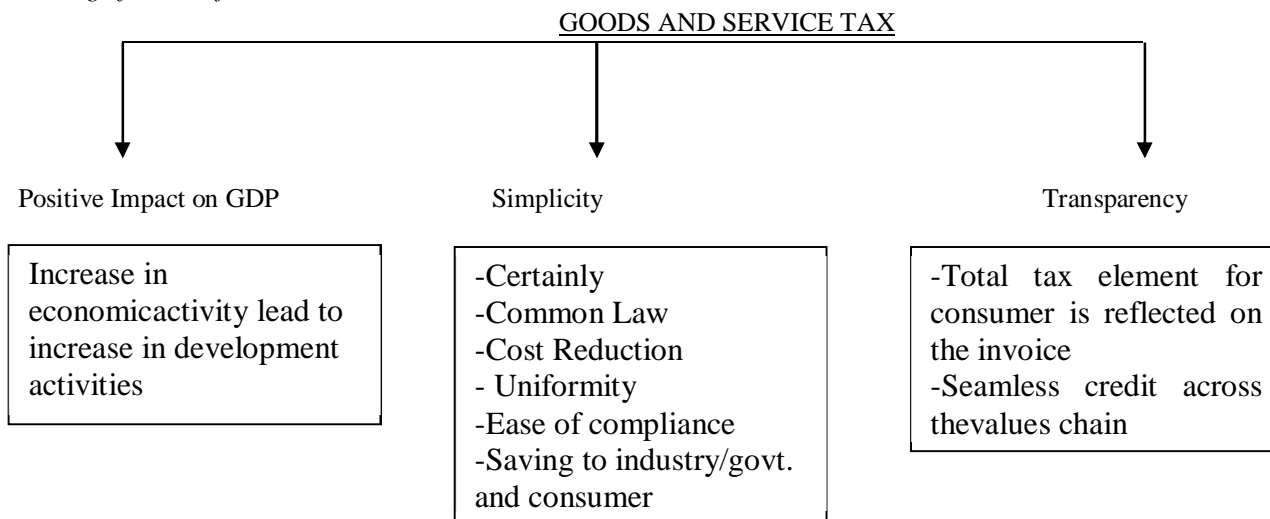 GOODS AND SERVICE TAX
Positive Impact on GDP
Simplicity
Transparency
Increase in
economicactivity lead to
increase in development
activities
-Certainly
-Common Law
-Cost Reduction
- Uniformity
-Ease of compliance
-Saving to industry/govt.
and consumer
-Total tax element for
consumer is reflected on
the invoice
-Seamless credit across
thevalues chain